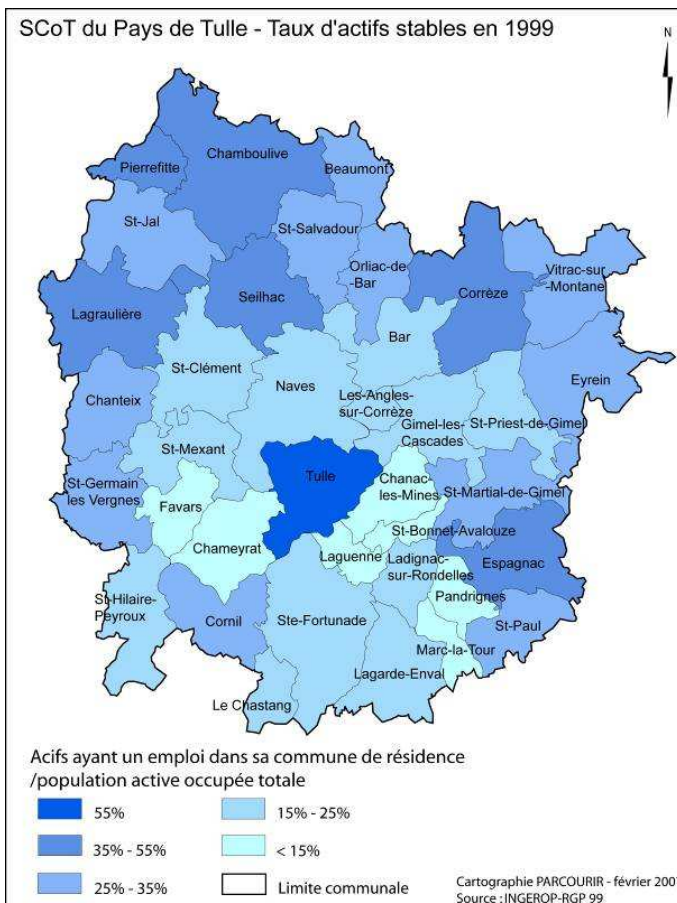 SCoT du Pays de Tulle - Taux d'actifs stables en 1999
N
Chamboulive
Pierrefitte
Beaumont
St-Jal
St-Salvadour
Orliac-de
-Bar
Vitrac-sur
-Montane
Corrèze
Seilhac
Lagraulière
Bar
St-Clément
Eyrein
Naves
Chanteix
Les-Angles-
sur-Corrèze
Gimel-les-
Cascades
St-Priest-de-Gimel
St-Mexant
Tulle
Chanac-
les-Mines
St-Germain
les Vergnes
St-Martial-de-Gimel
Favars
St-Bonnet-Avalouze
Chameyrat
Laguenne
Ladignac-
sur-Rondelles
Espagnac
Pandrignes
St-Hilaire-
Peyroux
Cornil
Ste-Fortunade
St-Paul
Marc-la-Tour
Lagarde-Enval
Le Chastang
Acifs ayant un emploi dans sa commune de résidence
/population active occupée totale
55%
15% - 25%
35% - 55%
< 15%
25% - 35%
Limite communale
Cartographie PARCOURIR - février 200
Source : INGEROP-RGP 99